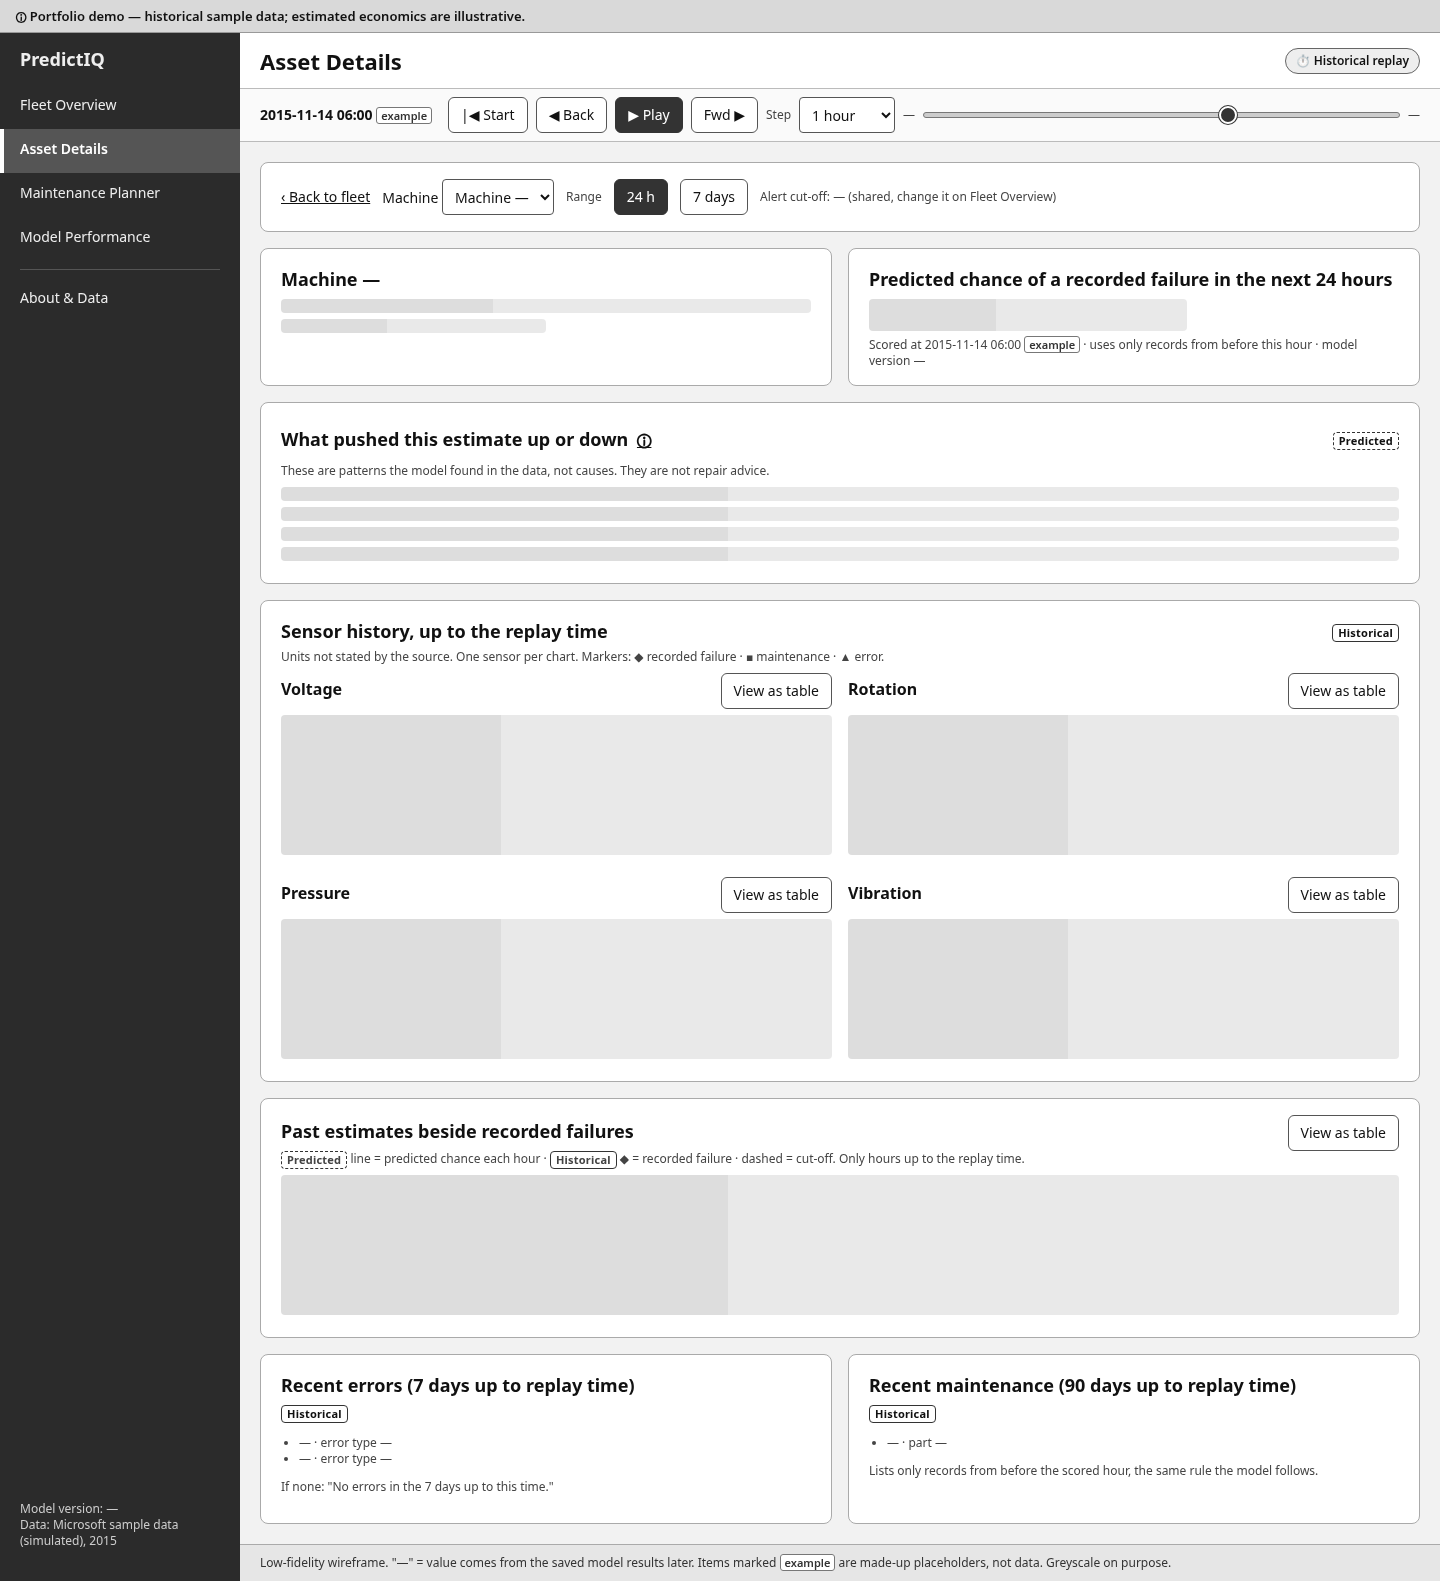 ⓘ Portfolio demo — historical sample data; estimated economics are illustrative.
PredictIQ
Fleet Overview
Asset Details
Maintenance Planner
Model Performance
About & Data
Model version: —
Data: Microsoft sample data
(simulated), 2015
Asset Details
⏱ Historical replay
2015-11-14 06:00 example |◀ Start ◀ Back ▶ Play Fwd ▶ Step 1 hour — —
‹ Back to fleet Machine Machine — Range 24 h 7 days Alert cut-off: — (shared, change it on Fleet Overview)
Machine —
Predicted chance of a recorded failure in the next 24 hours
Scored at 2015-11-14 06:00 example · uses only records from before this hour · model
version —
What pushed this estimate up or down ⓘ Predicted
These are patterns the model found in the data, not causes. They are not repair advice.
Sensor history, up to the replay time Historical
Units not stated by the source. One sensor per chart. Markers: ◆ recorded failure · ■ maintenance · ▲ error.
Voltage View as table Rotation View as table
Pressure View as table Vibration View as table
Past estimates beside recorded failures View as table
Predicted line = predicted chance each hour · Historical ◆ = recorded failure · dashed = cut-off. Only hours up to the replay time.
Recent errors (7 days up to replay time)
Historical
• — · error type —
• — · error type —
If none: "No errors in the 7 days up to this time."
Recent maintenance (90 days up to replay time)
Historical
• — · part —
Lists only records from before the scored hour, the same rule the model follows.
Low-fidelity wireframe. "—" = value comes from the saved model results later. Items marked example are made-up placeholders, not data. Greyscale on purpose.